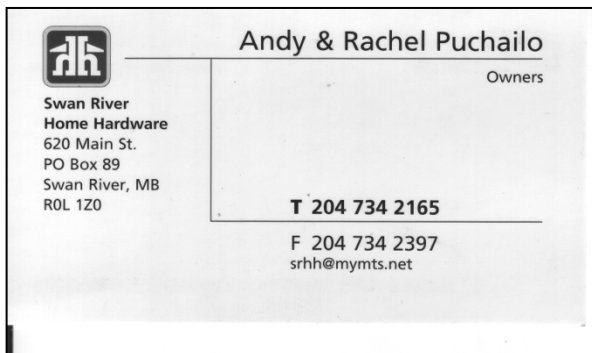 Andy & Rachel Puchailo
Owners
Swan River
Home Hardware
620 Main St.
PO Box 89
Swan River, MB
R0L 1Z0
T 204 734 2165
F 204 734 2397
srhh@mymts.net